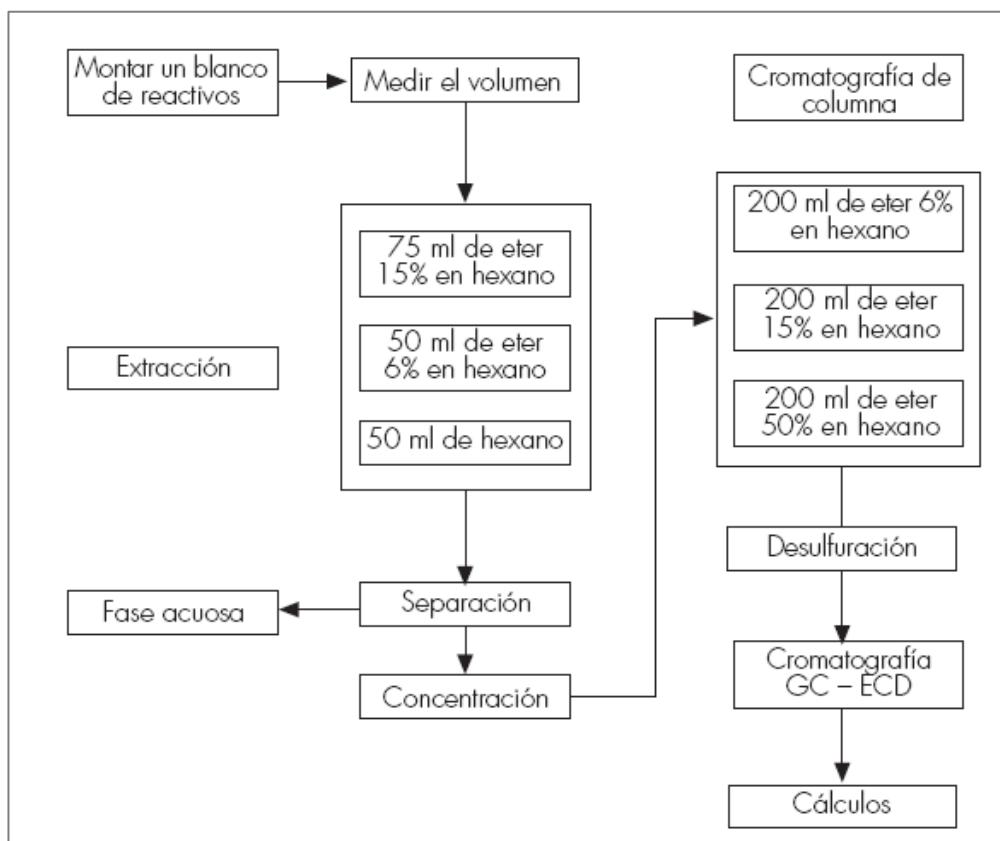 Montar un blanco
de reactivos
Medir el volumen
Cromatografía de
columna
75 ml de eter
15% en hexano
50 ml de eter
6% en hexano
50 ml de hexano
Extracción
200 ml de eter 6%
en hexano
200 ml de eter
15% en hexano
200 ml de eter
50% en hexano
Fase acuosa
Separación
Concentración
Desulfuración
Cromatografía
GC – ECD
Cálculos